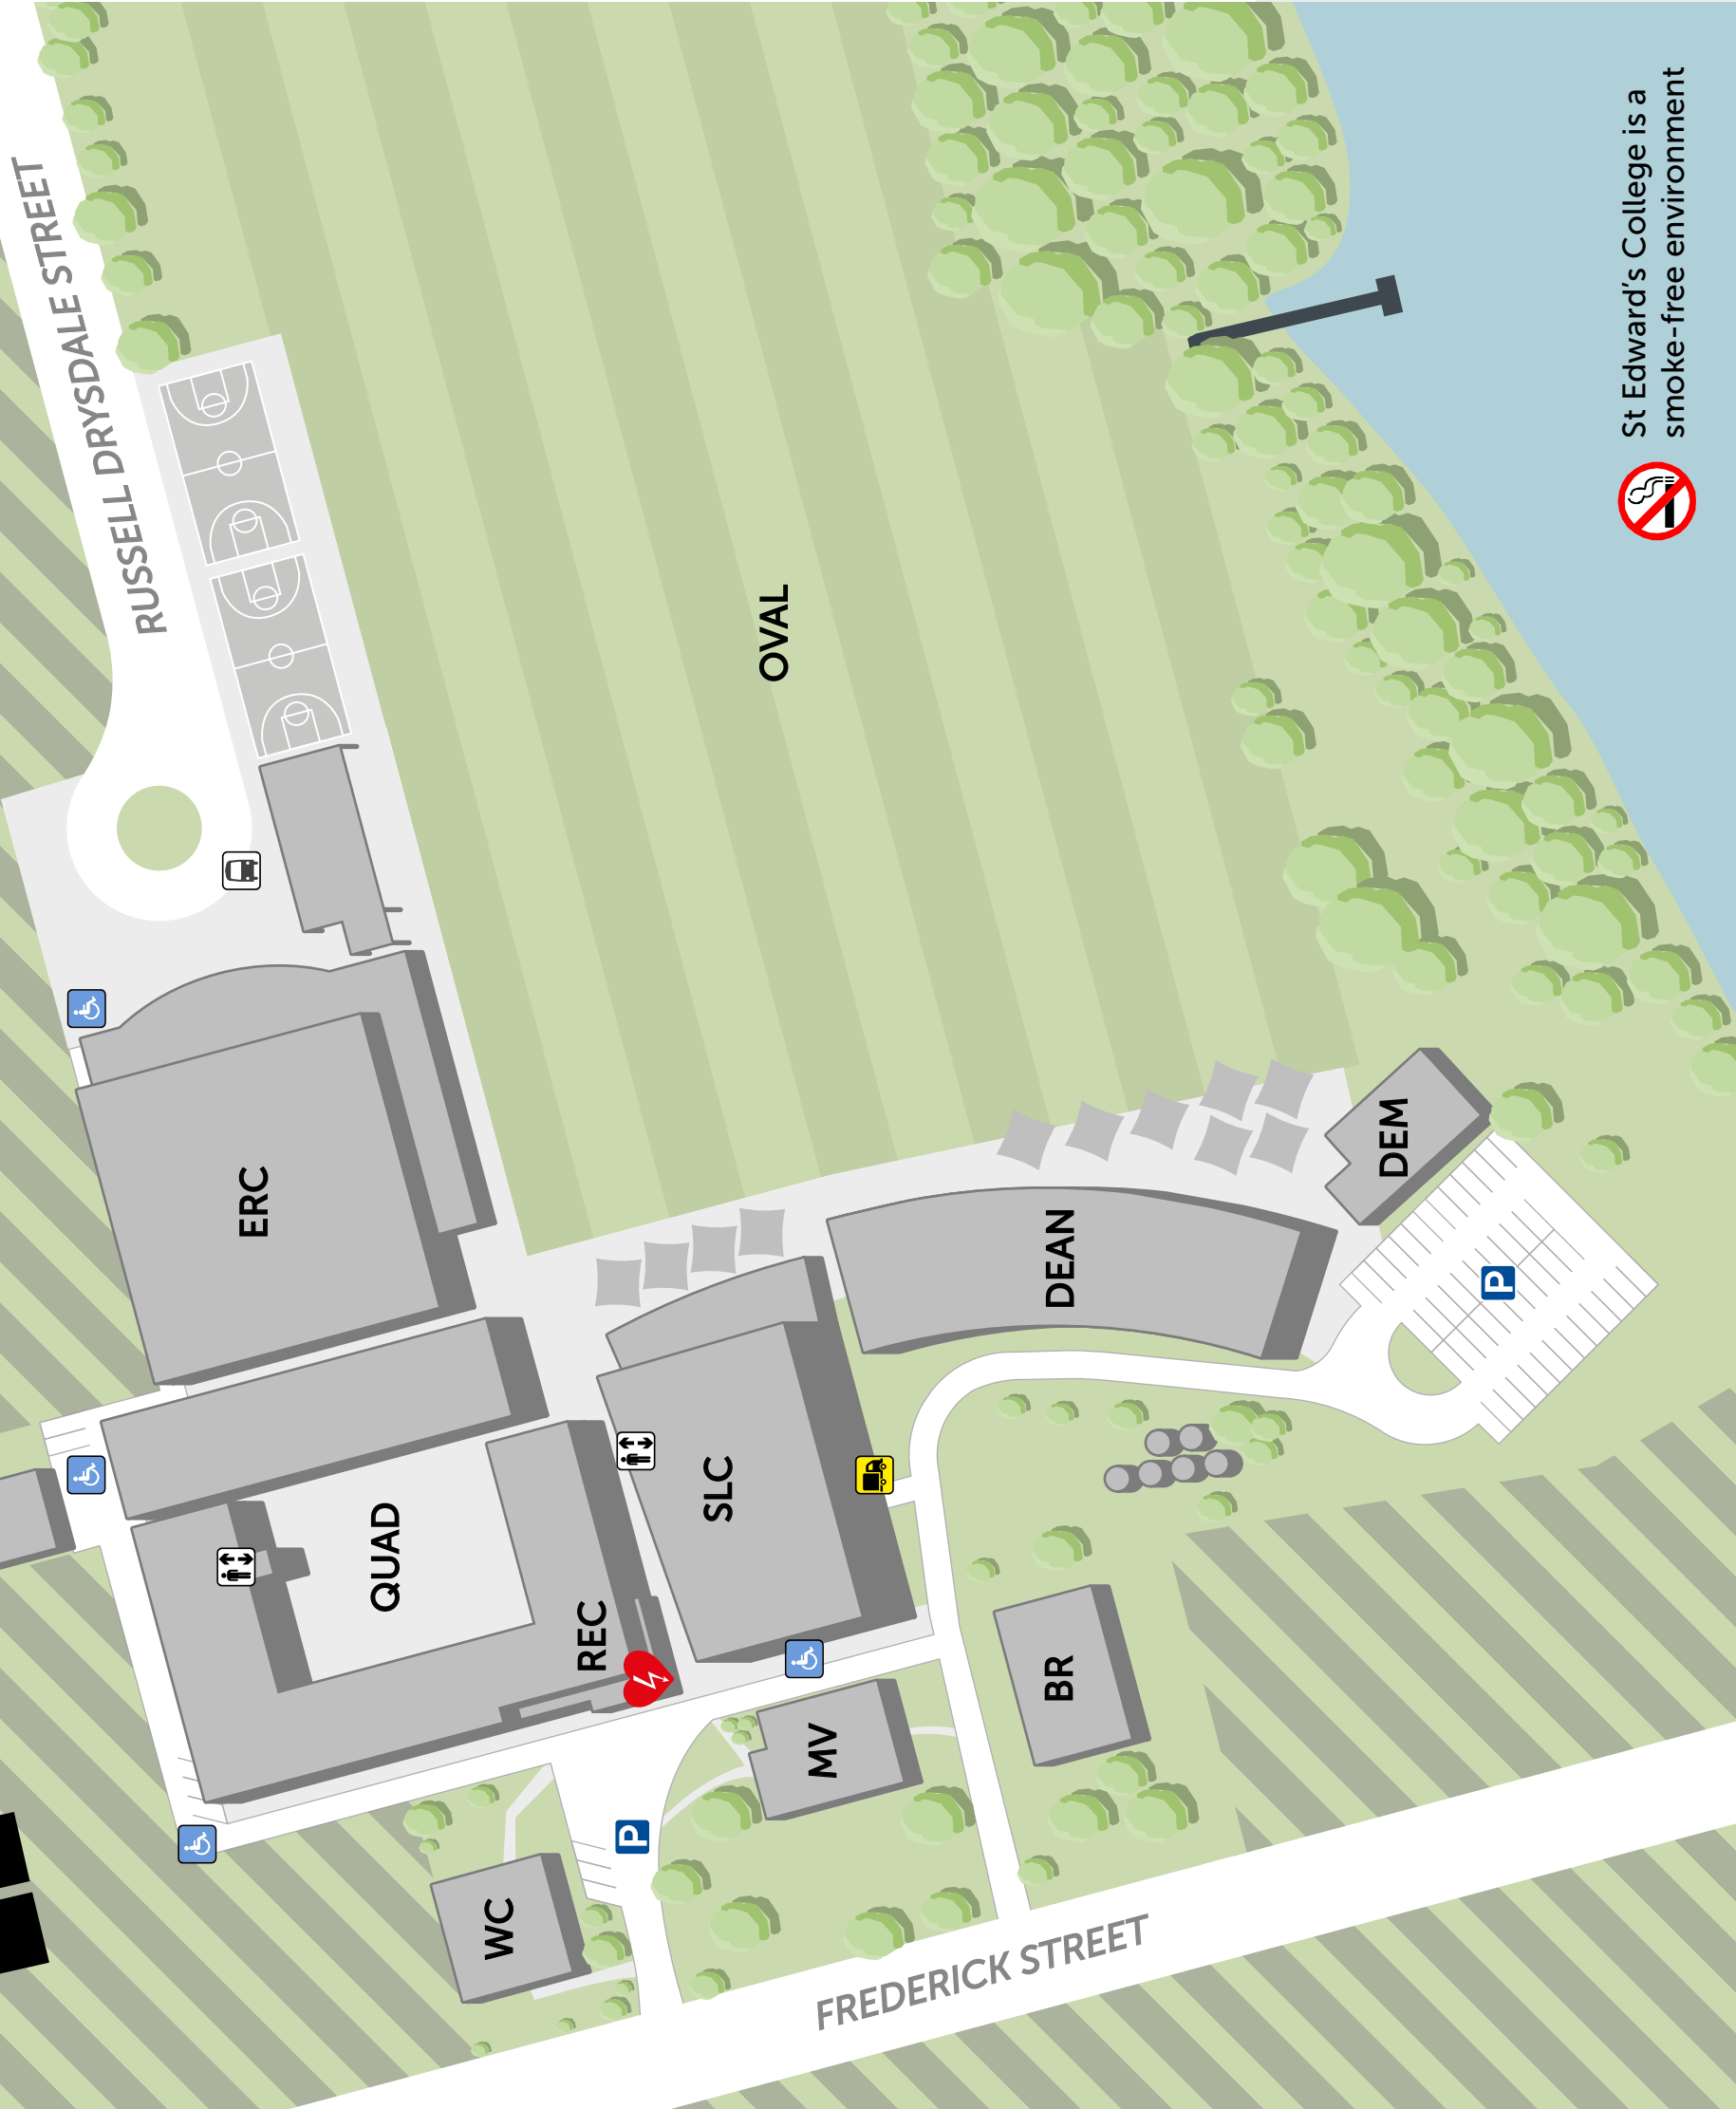 RUSSELL DRYSDALE STREET
OVAL
ERC
QUAD
REC
SLC
DEAN
DEM
P
WC
P
MV
BR
FREDERICK STREET
St Edward's College is a
smoke-free environment